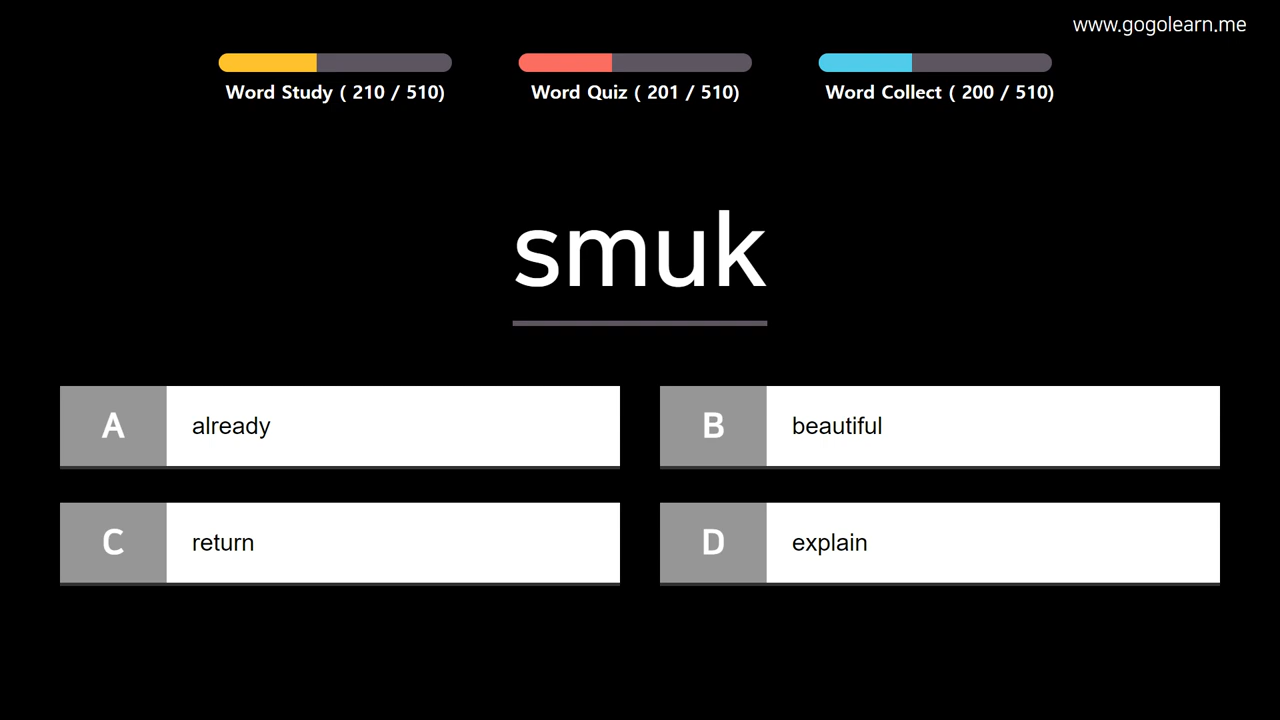 www.gogolearn.me
Word Study ( 210 / 510)
Word Quiz ( 201 / 510)
Word Collect ( 200 / 510)
smuk
A already
B beautiful
C return
D explain